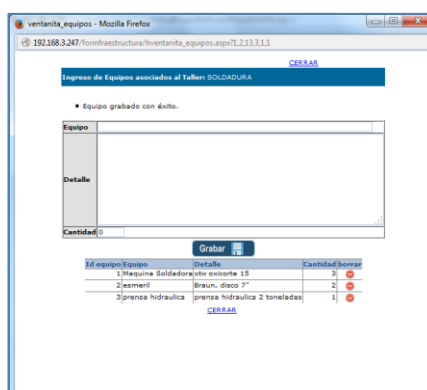 ventanita_equipos - Mozilla Firefox
192.168.3.247/forinfraestructura/hventanita_equipos.aspx?1,2,13,3,1,1
CERRAR
Ingreso de Equipos asociados al Taller: SOLDADURA
• Equipo grabado con éxito.
Equipo
Detalle
Cantidad 0
Grabar
Id equipo Equipo Detalle Cantidad borrar
1 Maquina Soldadora xtw oxicorte 15 3
2 esmeril Braun, disco 7" 2
3 prensa hidraulica prensa hidraulica 2 toneladas 1
CERRAR